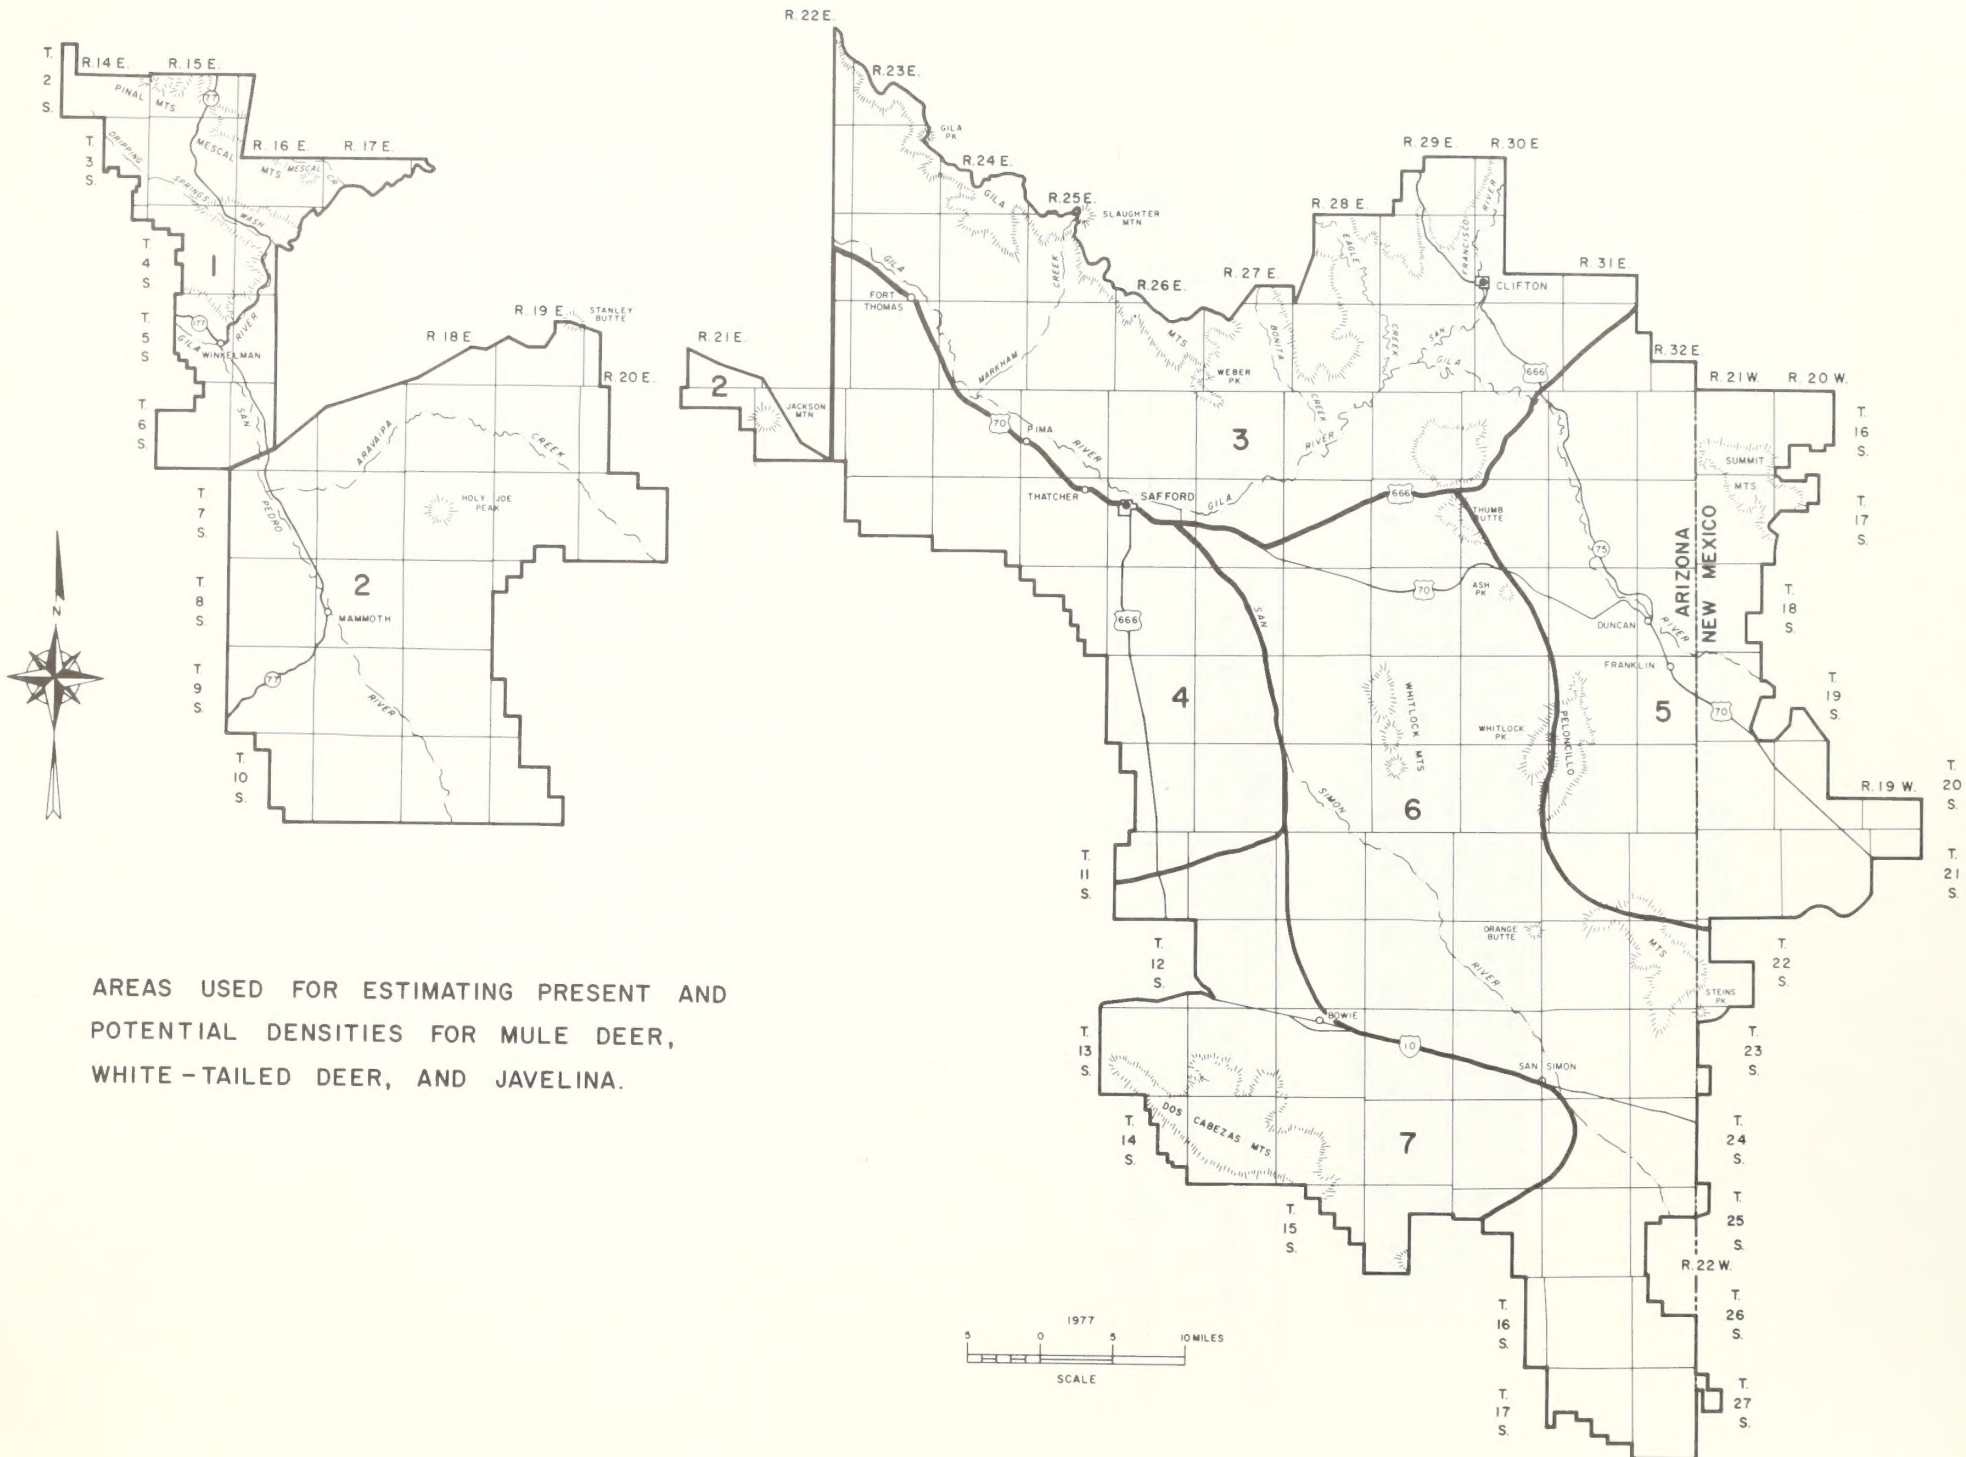 R. 22 E.
T.
2
S.
R. 14 E.
R. 15 E.
PINAL MTS
77
R. 23 E.
GILA
PK
T.
3
S.
DRIPPING
SPRINGS
WASH
MESCAL
MTS
R. 16 E.
R. 17 E.
MESCAL CR
R. 24 E.
GILA
R. 25 E.
SLAUGHTER
MTN
R. 29 E.
R. 30 E.
R. 28 E.
EAGLE
FRANCISCO
RIVER
T.
4
S.
1
GILA
FORT
THOMAS
CREEK
MARKHAM
R. 26 E.
R. 27 E.
R. 31 E.
CLIFTON
T.
5
S.
177
GILA
RIVER
WINKELMAN
R. 18 E.
R. 19 E.
STANLEY
BUTTE
R. 20 E.
R. 21 E.
2
JACKSON
MTN
MTS
WEBER
PK
BONITA
CREEK
CREEK
SAN
GILA
666
R. 32 E.
R. 21 W.
R. 20 W.
T.
6
S.
SAN
PEDRO
ARAVAIPA
CREEK
70
PIMA
RIVER
3
RIVER
T.
16
S.
SUMMIT
MTS.
T.
7
S.
HOLY JOE
PEAK
THATCHER
SAFFORD
GILA
666
THUMB
BUTTE
T.
17
S.
N
T.
8
S.
2
MAMMOTH
666
SAN
70
ASH
PK
75
DUNCAN
RIVER
ARIZONA
NEW MEXICO
T.
18
S.
T.
9
S.
77
RIVER
4
WHITLOCK MTS
WHITLOCK
PK
PELONCILLO
FRANKLIN
5
70
T.
19
S.
T.
10
S.
SIMON
6
R. 19 W.
T.
20
S.
T.
11
S.
T.
21
S.
T.
12
S.
RIVER
ORANGE
BUTTE
MTS
STEINS
PK
T.
22
S.
AREAS USED FOR ESTIMATING PRESENT AND
POTENTIAL DENSITIES FOR MULE DEER,
WHITE-TAILED DEER, AND JAVELINA.
T.
13
S.
BOWIE
10
SAN SIMON
T.
23
S.
T.
14
S.
DOS CABEZAS MTS.
7
T.
24
S.
T.
15
S.
T.
25
S.
R. 22 W.
T.
16
S.
T.
26
S.
T.
17
S.
T.
27
S.
1977
5 0 5 10 MILES
SCALE